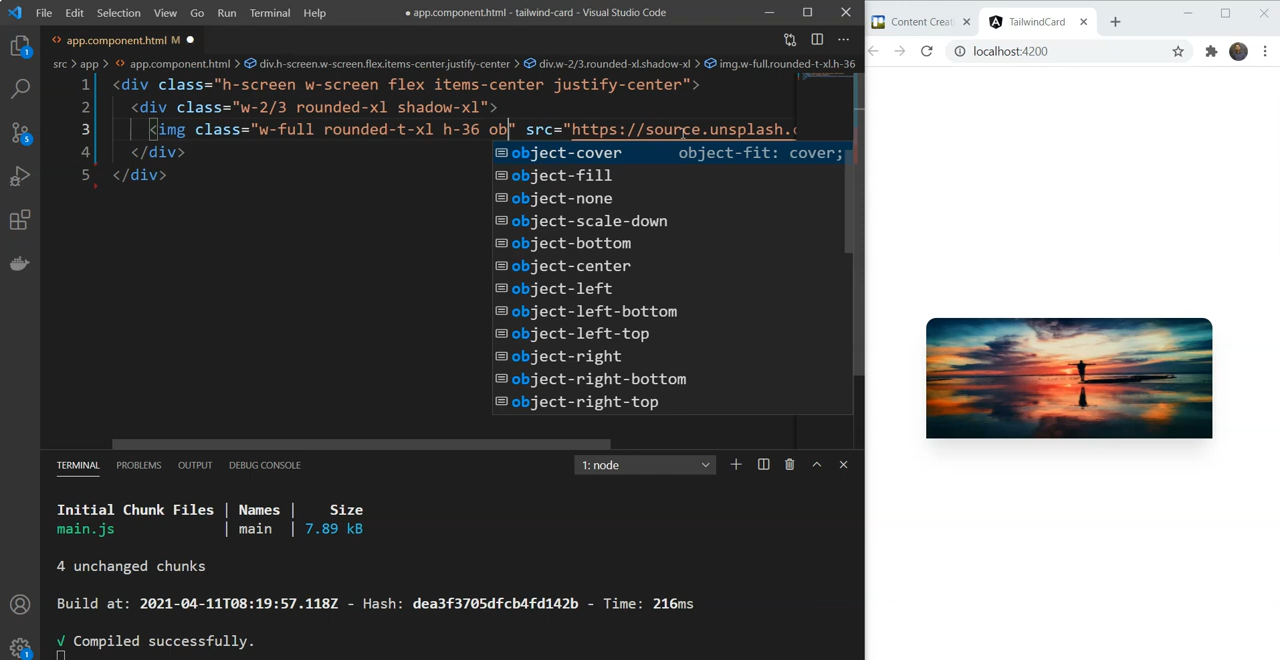 File Edit Selection View Go Run Terminal Help ● app.component.html - tailwind-card - Visual Studio Code
<> app.component.html M ●
src > app > <> app.component.html > div.h-screen.w-screen.flex.items-center.justify-center > div.w-2/3.rounded-xl.shadow-xl > img.w-full.rounded-t-xl.h-36
1 <div class="h-screen w-screen flex items-center justify-center">
2 <div class="w-2/3 rounded-xl shadow-xl">
3 <img class="w-full rounded-t-xl h-36 ob" src="https://source.unsplash.c
4 </div>
5 </div>
object-cover object-fit: cover;
object-fill
object-none
object-scale-down
object-bottom
object-center
object-left
object-left-bottom
object-left-top
object-right
object-right-bottom
object-right-top
1
5
1
TERMINAL PROBLEMS OUTPUT DEBUG CONSOLE 1: node
Initial Chunk Files | Names | Size
main.js | main | 7.89 kB
4 unchanged chunks
Build at: 2021-04-11T08:19:57.118Z - Hash: dea3f3705dfcb4fd142b - Time: 216ms
√ Compiled successfully.
Content Creat TailwindCard
localhost:4200